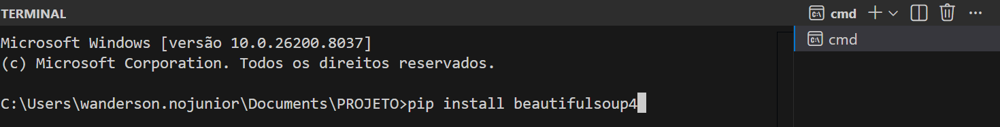 TERMINAL
cmd
cmd
Microsoft Windows [versão 10.0.26200.8037]
(c) Microsoft Corporation. Todos os direitos reservados.
C:\Users\wanderson.nojunior\Documents\PROJETO>pip install beautifulsoup4